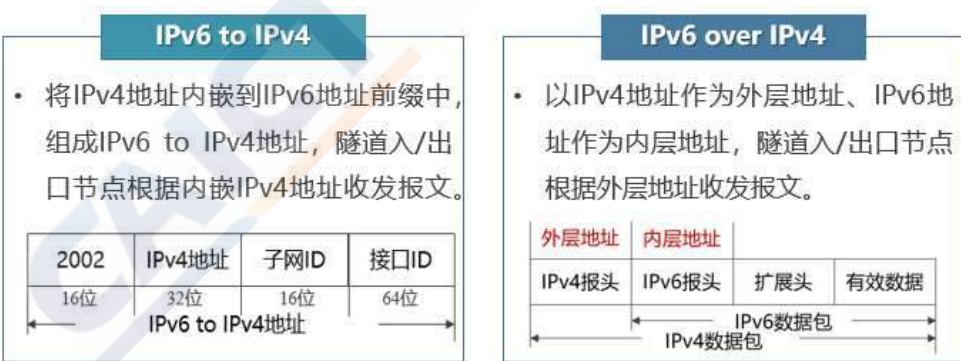 IPv6 to IPv4
• 将IPv4地址内嵌到IPv6地址前缀中，
组成IPv6 to IPv4地址，隧道入/出
口节点根据内嵌IPv4地址收发报文。
2002 IPv4地址 子网ID 接口ID
16位 32位 16位 64位
IPv6 to IPv4地址
IPv6 over IPv4
• 以IPv4地址作为外层地址、IPv6地
址作为内层地址，隧道入/出口节点
根据外层地址收发报文。
外层地址 内层地址
IPv4报头 IPv6报头 扩展头 有效数据
IPv6数据包
IPv4数据包
CAICI